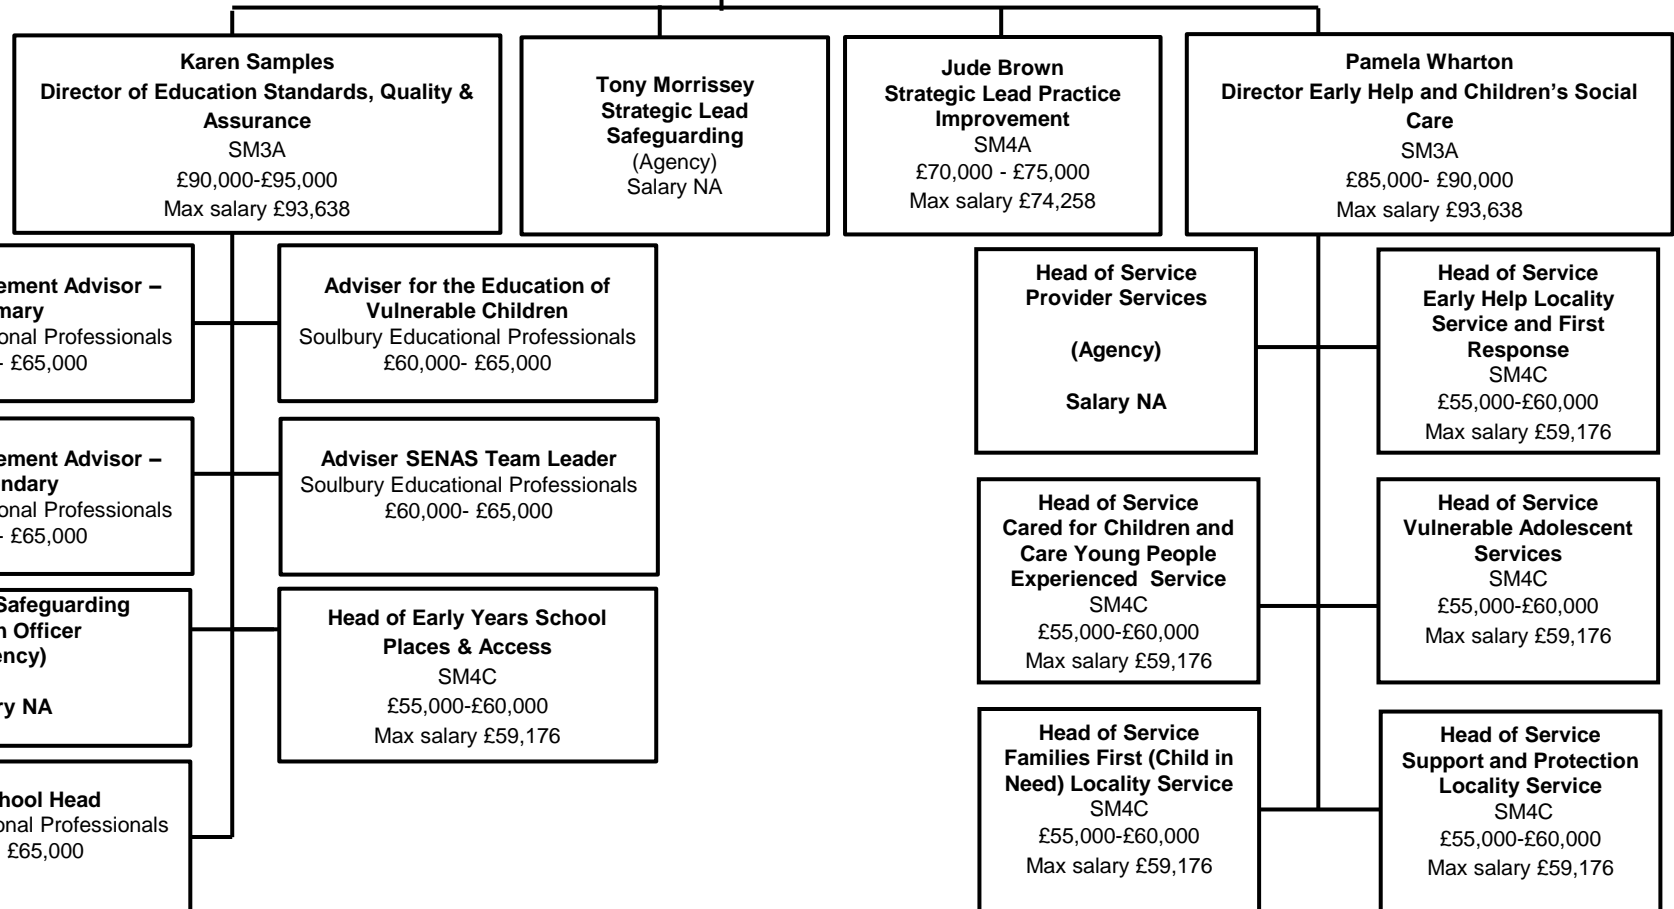 Karen Samples
Director of Education Standards, Quality &
Assurance
SM3A
£90,000-£95,000
Max salary £93,638
Tony Morrissey
Strategic Lead
Safeguarding
(Agency)
Salary NA
Jude Brown
Strategic Lead Practice
Improvement
SM4A
£70,000 - £75,000
Max salary £74,258
Pamela Wharton
Director Early Help and Children’s Social
Care
SM3A
£85,000- £90,000
Max salary £93,638
ement Advisor –
mary
onal Professionals
- £65,000
Adviser for the Education of
Vulnerable Children
Soulbury Educational Professionals
£60,000- £65,000
Head of Service
Provider Services
(Agency)
Salary NA
Head of Service
Early Help Locality
Service and First
Response
SM4C
£55,000-£60,000
Max salary £59,176
ement Advisor –
ndary
onal Professionals
- £65,000
Adviser SENAS Team Leader
Soulbury Educational Professionals
£60,000- £65,000
Head of Service
Cared for Children and
Care Young People
Experienced  Service
SM4C
£55,000-£60,000
Max salary £59,176
Head of Service
Vulnerable Adolescent
Services
SM4C
£55,000-£60,000
Max salary £59,176
Safeguarding
n Officer
ency)
ry NA
Head of Early Years School
Places & Access
SM4C
£55,000-£60,000
Max salary £59,176
Head of Service
Families First (Child in
Need) Locality Service
SM4C
£55,000-£60,000
Max salary £59,176
Head of Service
Support and Protection
Locality Service
SM4C
£55,000-£60,000
Max salary £59,176
hool Head
onal Professionals
£65,000